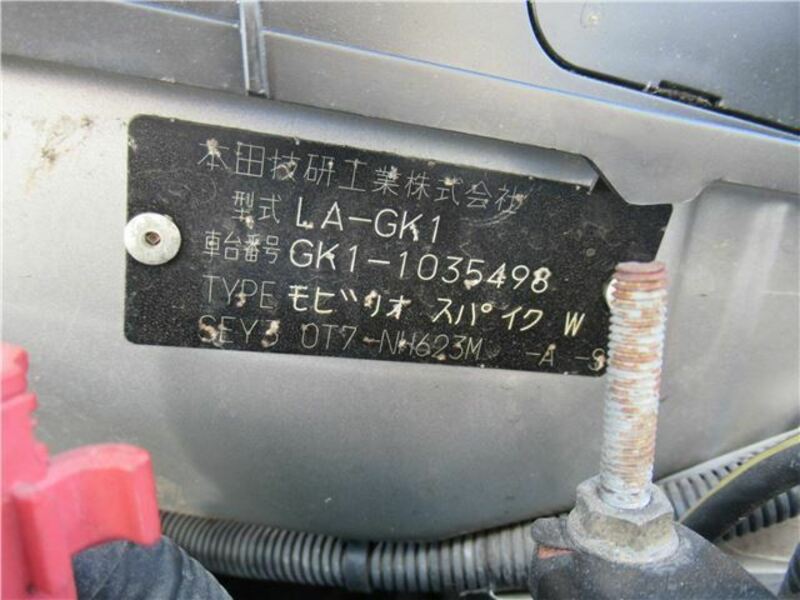 本田技研工業株式会社
型式 LA-GK1
車台番号 GK1-1035498
TYPE モビリオ スパイク W
SEY3 0T7-NH623M -A -S